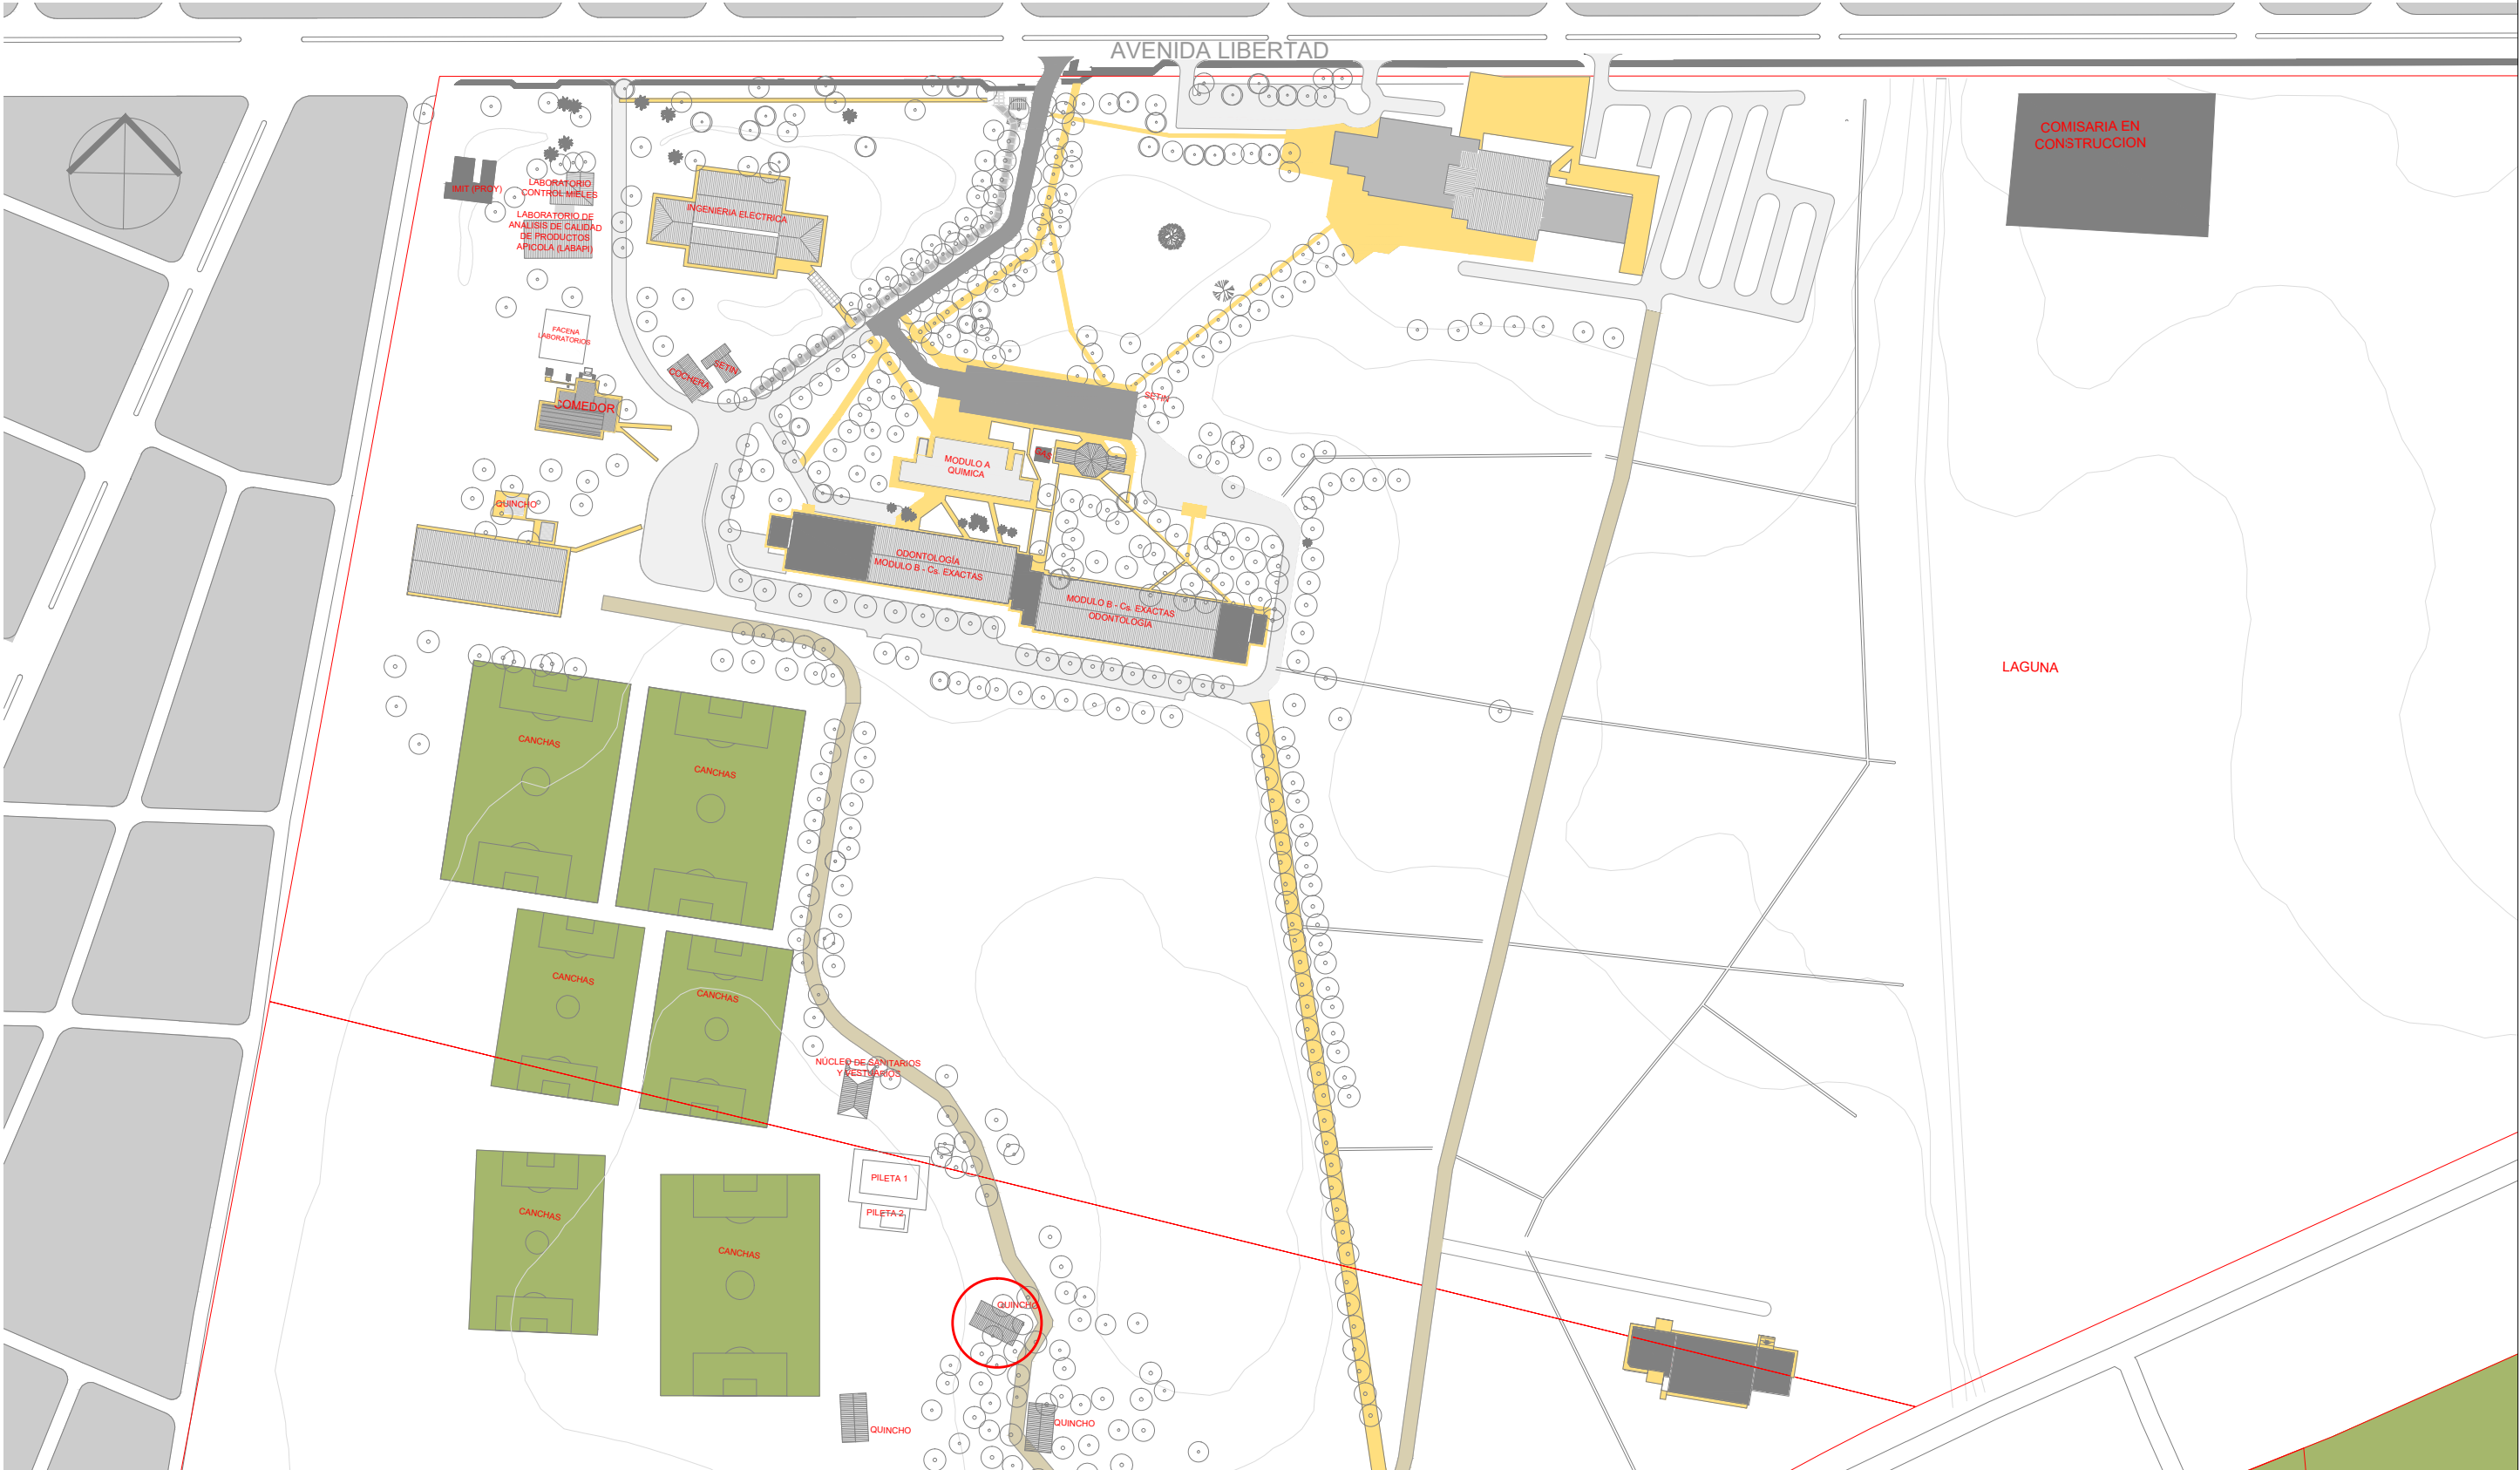 AVENIDA LIBERTAD
COMISARIA EN
CONSTRUCCION
IMIT (PROY)
LABORATORIO
CONTROL MIELES
LABORATORIO DE
ANALISIS DE CALIDAD
DE PRODUCTOS
APICOLA (LABAPI)
INGENIERIA ELECTRICA
FACENA
LABORATORIOS
COCHERA
SETIN
COMEDOR
SETIN
MODULO A
QUIMICA
GAS
QUINCHO
ODONTOLOGÍA
MODULO B - Cs. EXACTAS
MODULO B - Cs. EXACTAS
ODONTOLOGÍA
LAGUNA
CANCHAS
CANCHAS
CANCHAS
CANCHAS
NÚCLEO DE SANITARIOS
Y VESTUARIOS
PILETA 1
PILETA 2
CANCHAS
CANCHAS
QUINCHO
QUINCHO
QUINCHO